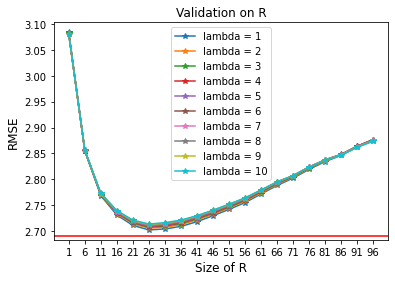 Validation on R
3.10
3.05
3.00
2.95
2.90
2.85
2.80
2.75
2.70
RMSE
lambda = 1
lambda = 2
lambda = 3
lambda = 4
lambda = 5
lambda = 6
lambda = 7
lambda = 8
lambda = 9
lambda = 10
1 6 11 16 21 26 31 36 41 46 51 56 61 66 71 76 81 86 91 96
Size of R